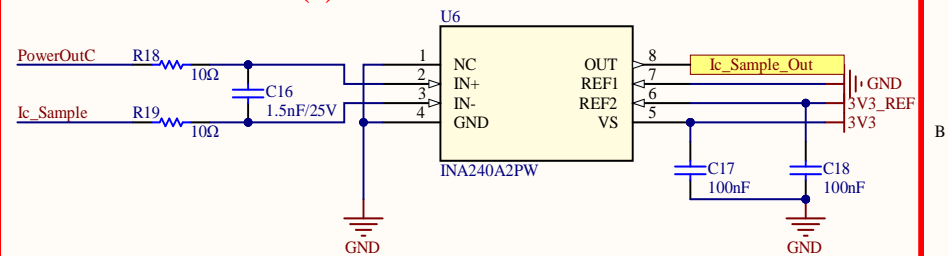 U6
PowerOutC
R18
10Ω
C16
1.5nF/25V
Ic_Sample
R19
10Ω
1
2
3
4
NC
IN+
IN-
GND
OUT
REF1
REF2
VS
8
7
6
5
Ic_Sample_Out
GND
3V3_REF
3V3
INA240A2PW
C17
100nF
C18
100nF
GND
GND
B